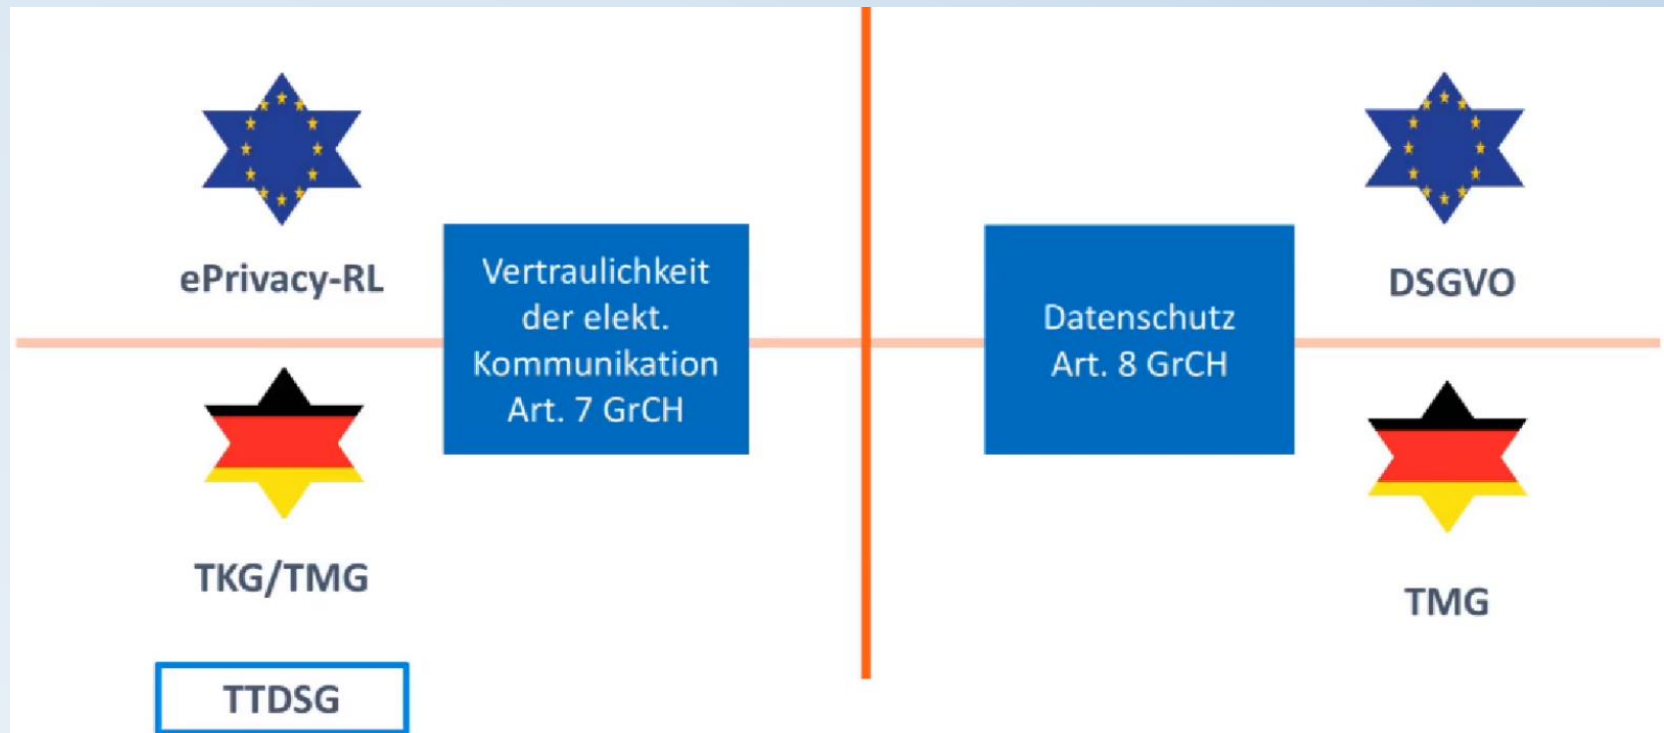 ePrivacy-RL
Vertraulichkeit
der elekt.
Kommunikation
Art. 7 GrCH
TKG/TMG
TTDSG
Datenschutz
Art. 8 GrCH
DSGVO
TMG